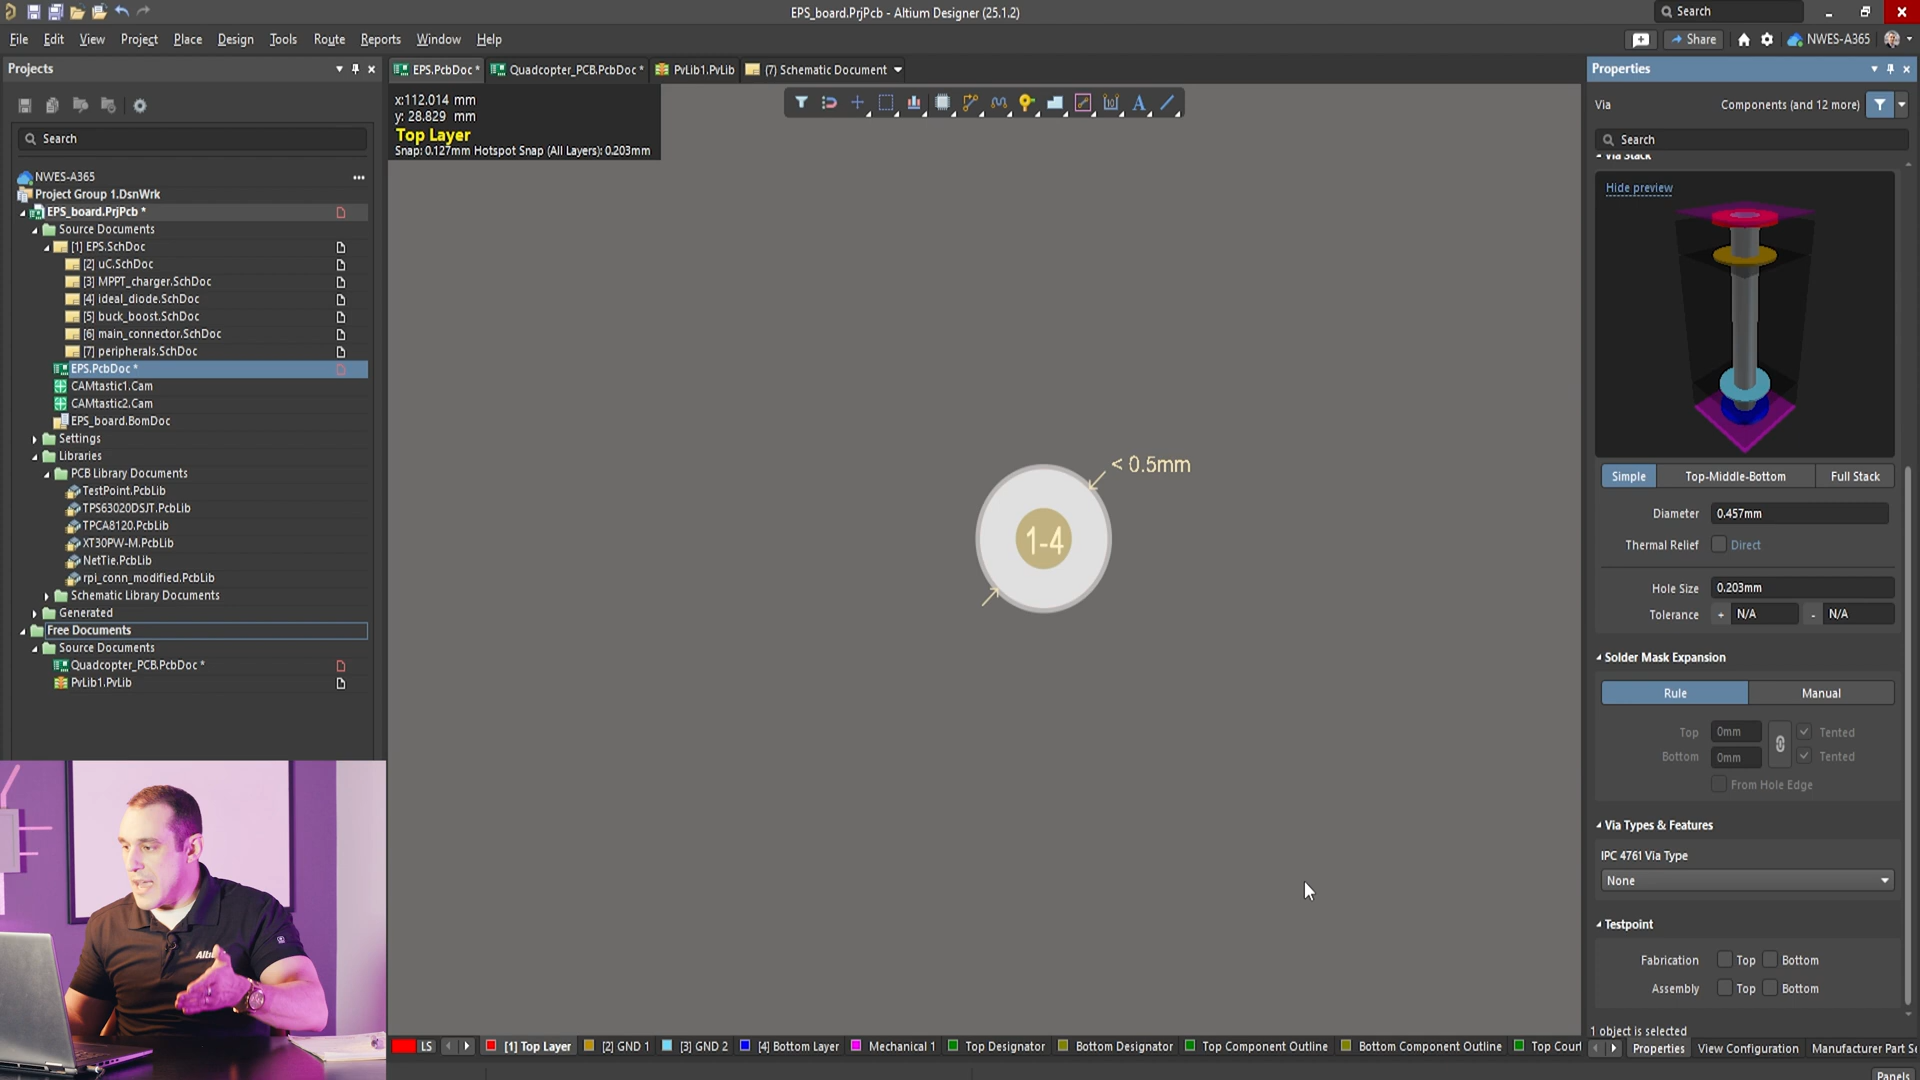 EPS_board.PrjPcb - Altium Designer (25.1.2)
Search
File Edit View Project Place Design Tools Route Reports Window Help
Share
NWES-A365
Projects
Search
NWES-A365
Project Group 1.DsnWrk
EPS_board.PrjPcb *
Source Documents
[1] EPS.SchDoc
[2] uC.SchDoc
[3] MPPT_charger.SchDoc
[4] ideal_diode.SchDoc
[5] buck_boost.SchDoc
[6] main_connector.SchDoc
[7] peripherals.SchDoc
EPS.PcbDoc *
CAMtastic1.Cam
CAMtastic2.Cam
EPS_board.BomDoc
Settings
Libraries
PCB Library Documents
TestPoint.PcbLib
TPS63020DSJT.PcbLib
TPCA8120.PcbLib
XT30PW-M.PcbLib
NetTie.PcbLib
rpi_conn_modified.PcbLib
Schematic Library Documents
Generated
Free Documents
Source Documents
Quadcopter_PCB.PcbDoc *
PvLib1.PvLib
EPS.PcbDoc * Quadcopter_PCB.PcbDoc * PvLib1.PvLib (7) Schematic Document
x:112.014 mm
y: 28.829 mm
Top Layer
Snap: 0.127mm Hotspot Snap (All Layers): 0.203mm
< 0.5mm
1-4
LS [1] Top Layer [2] GND 1 [3] GND 2 [4] Bottom Layer Mechanical 1 Top Designator Bottom Designator Top Component Outline Bottom Component Outline Top Court
Properties
Via Components (and 12 more)
Search
Via Stack
Hide preview
Simple Top-Middle-Bottom Full Stack
Diameter 0.457mm
Thermal Relief Direct
Hole Size 0.203mm
Tolerance + N/A - N/A
Solder Mask Expansion
Rule Manual
Top 0mm Tented
Bottom 0mm Tented
From Hole Edge
Via Types & Features
IPC 4761 Via Type
None
Testpoint
Fabrication Top Bottom
Assembly Top Bottom
1 object is selected
Properties View Configuration Manufacturer Part Se
Panels